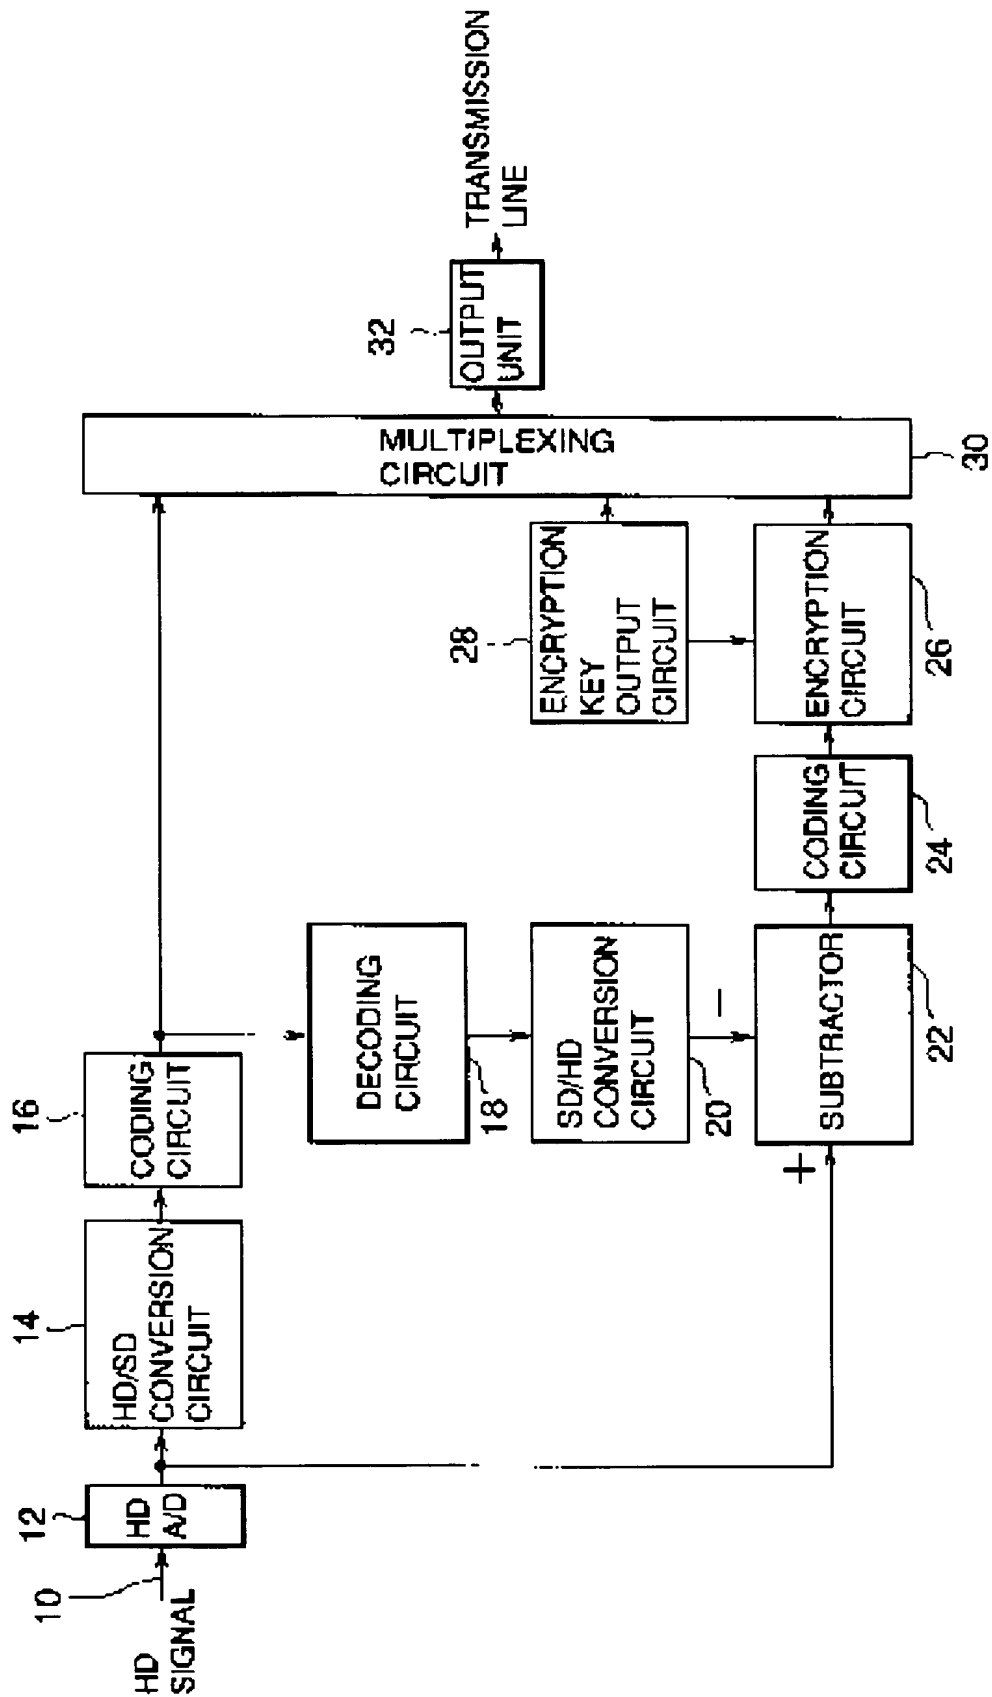 HD
SIGNAL
10
12
HD
A/D
14
HD/SD
CONVERSION
CIRCUIT
16
CODING
CIRCUIT
DECODING
CIRCUIT
18
SD/HD
CONVERSION
CIRCUIT
20
−
+
SUBTRACTOR
22
CODING
CIRCUIT
24
28
ENCRYPTION
KEY
OUTPUT
CIRCUIT
ENCRYPTION
CIRCUIT
26
MULTIPLEXING
CIRCUIT
30
32
OUTPUT
UNIT
TRANSMISSION
LINE